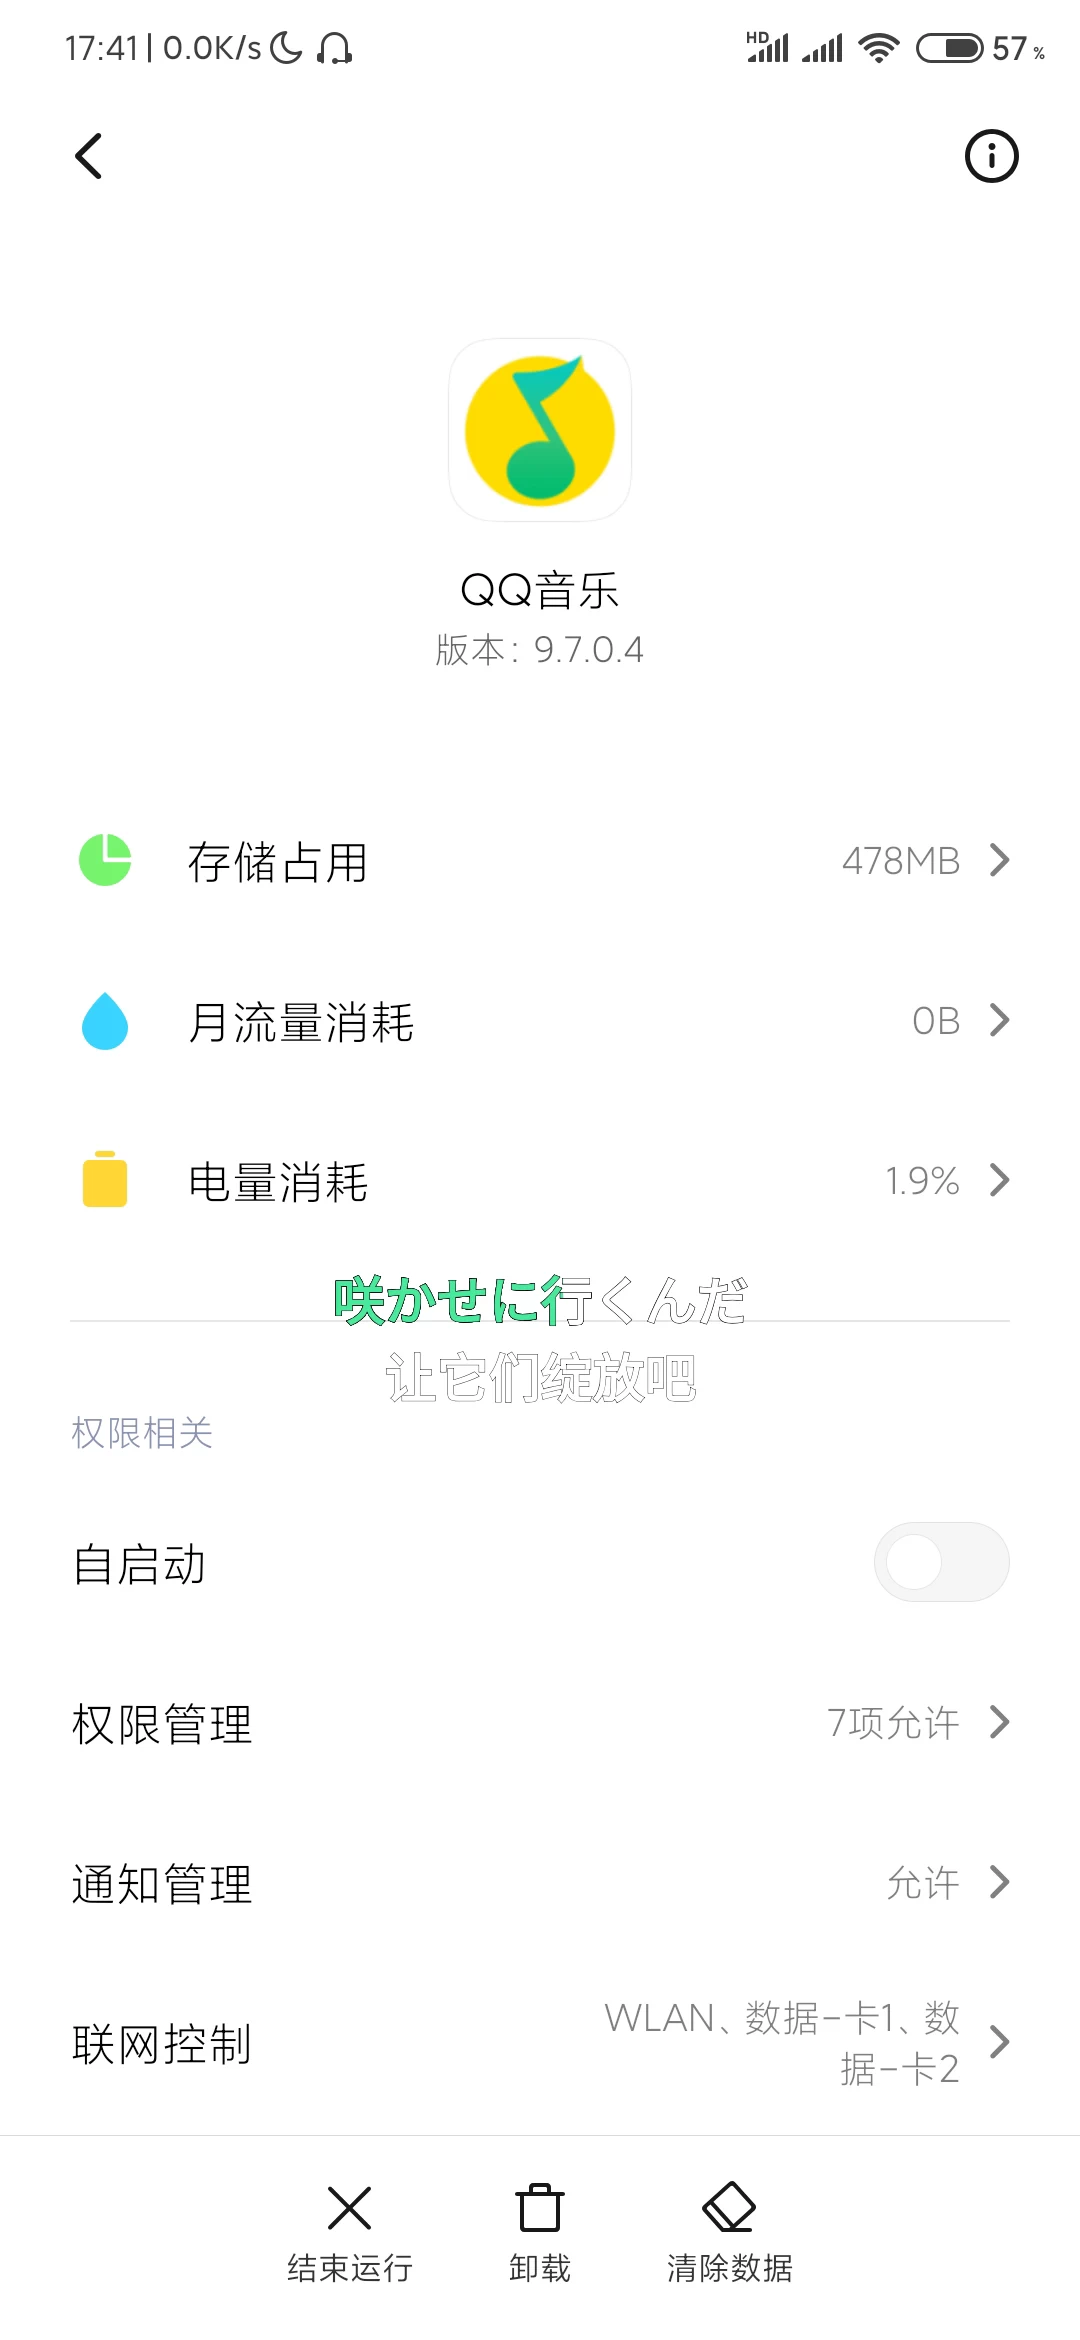 17:41 | 0.0K/s HD 57 %
QQ音乐
版本：9.7.0.4
存储占用 478MB
月流量消耗 0B
电量消耗 1.9%
咲かせに行くんだ
让它们绽放吧
权限相关
自启动
权限管理 7项允许
通知管理 允许
联网控制 WLAN、数据-卡1、数
据-卡2
结束运行 卸载 清除数据